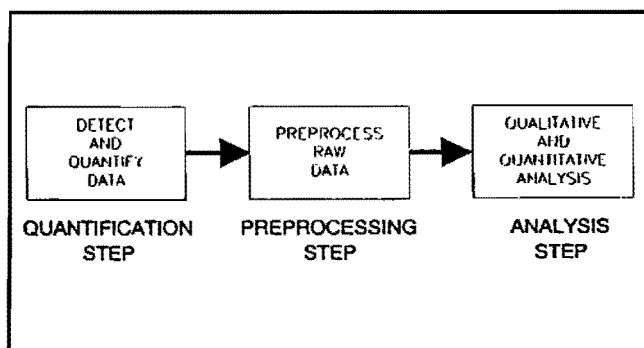 DETECT
AND
QUANTIFY
DATA
PREPROCESS
RAW
DATA
QUALITATIVE
AND
QUANTITATIVE
ANALYSIS
QUANTIFICATION
STEP
PREPROCESSING
STEP
ANALYSIS
STEP